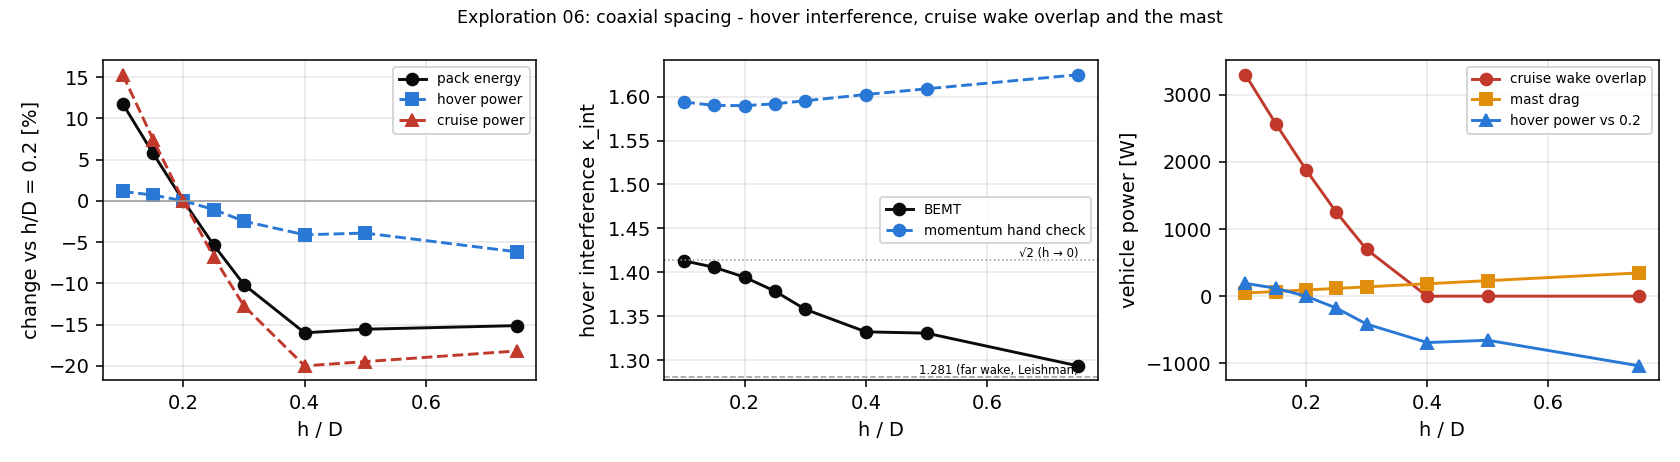 Exploration 06: coaxial spacing - hover interference, cruise wake overlap and the mast
change vs h/D = 0.2 [%]
15
10
5
0
−5
−10
−15
−20
pack energy
hover power
cruise power
0.2 0.4 0.6
h / D
hover interference κ_int
1.60
1.55
1.50
1.45
1.40
1.35
1.30
BEMT
momentum hand check
√2 (h → 0)
1.281 (far wake, Leishman)
0.2 0.4 0.6
h / D
vehicle power [W]
3000
2000
1000
0
−1000
cruise wake overlap
mast drag
hover power vs 0.2
0.2 0.4 0.6
h / D